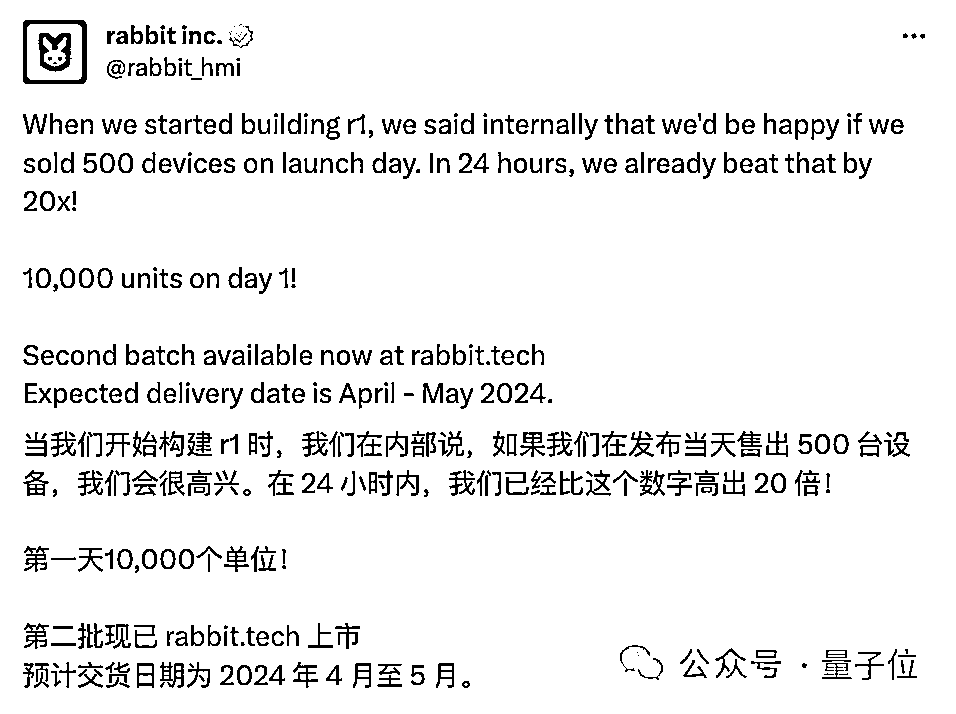 rabbit inc.
@rabbit_hmi
When we started building r1, we said internally that we'd be happy if we
sold 500 devices on launch day. In 24 hours, we already beat that by
20x!
10,000 units on day 1!
Second batch available now at rabbit.tech
Expected delivery date is April - May 2024.
当我们开始构建 r1 时，我们在内部说，如果我们在发布当天售出 500 台设
备，我们会很高兴。在 24 小时内，我们已经比这个数字高出 20 倍！
第一天10,000个单位！
第二批现已 rabbit.tech 上市
预计交货日期为 2024 年 4 月至 5 月。
公众号 · 量子位